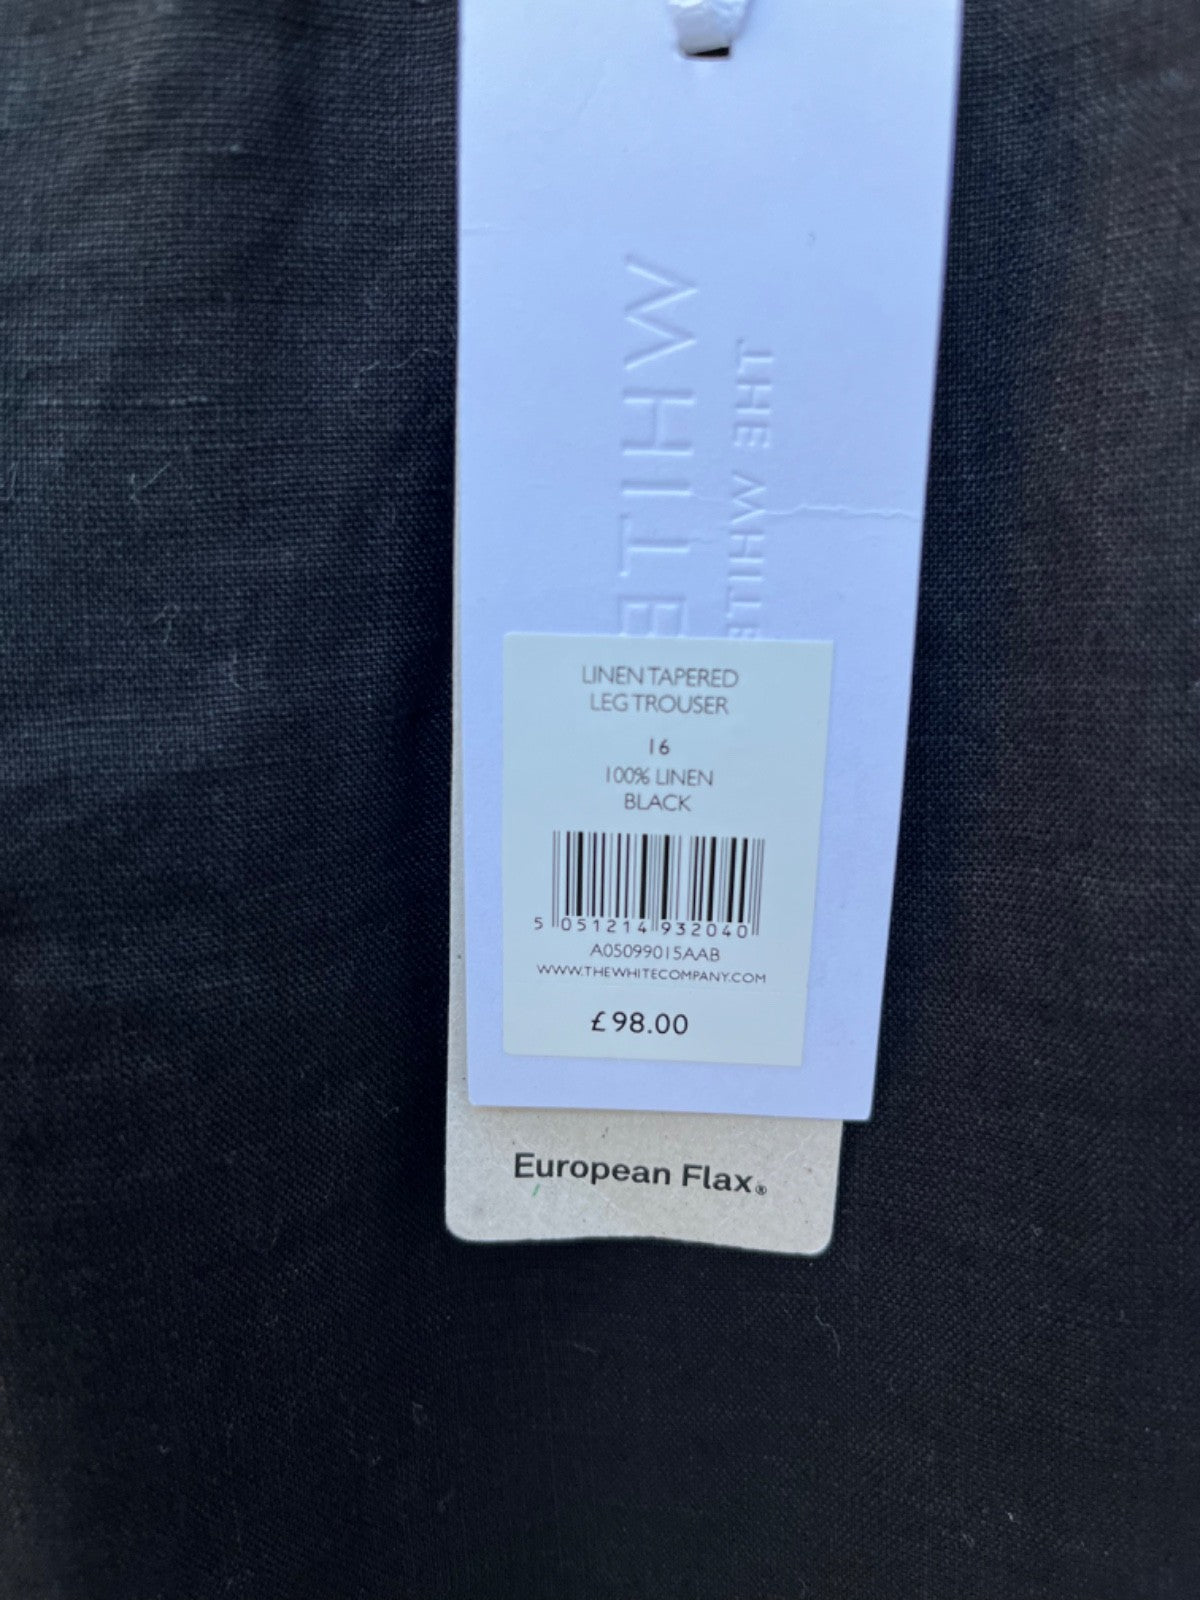 WHITE
THE WHITE
LINEN TAPERED
LEG TROUSER
16
100% LINEN
BLACK
5 051214 932040
A05099015AAB
WWW.THEWHITECOMPANY.COM
£98.00
European Flax®